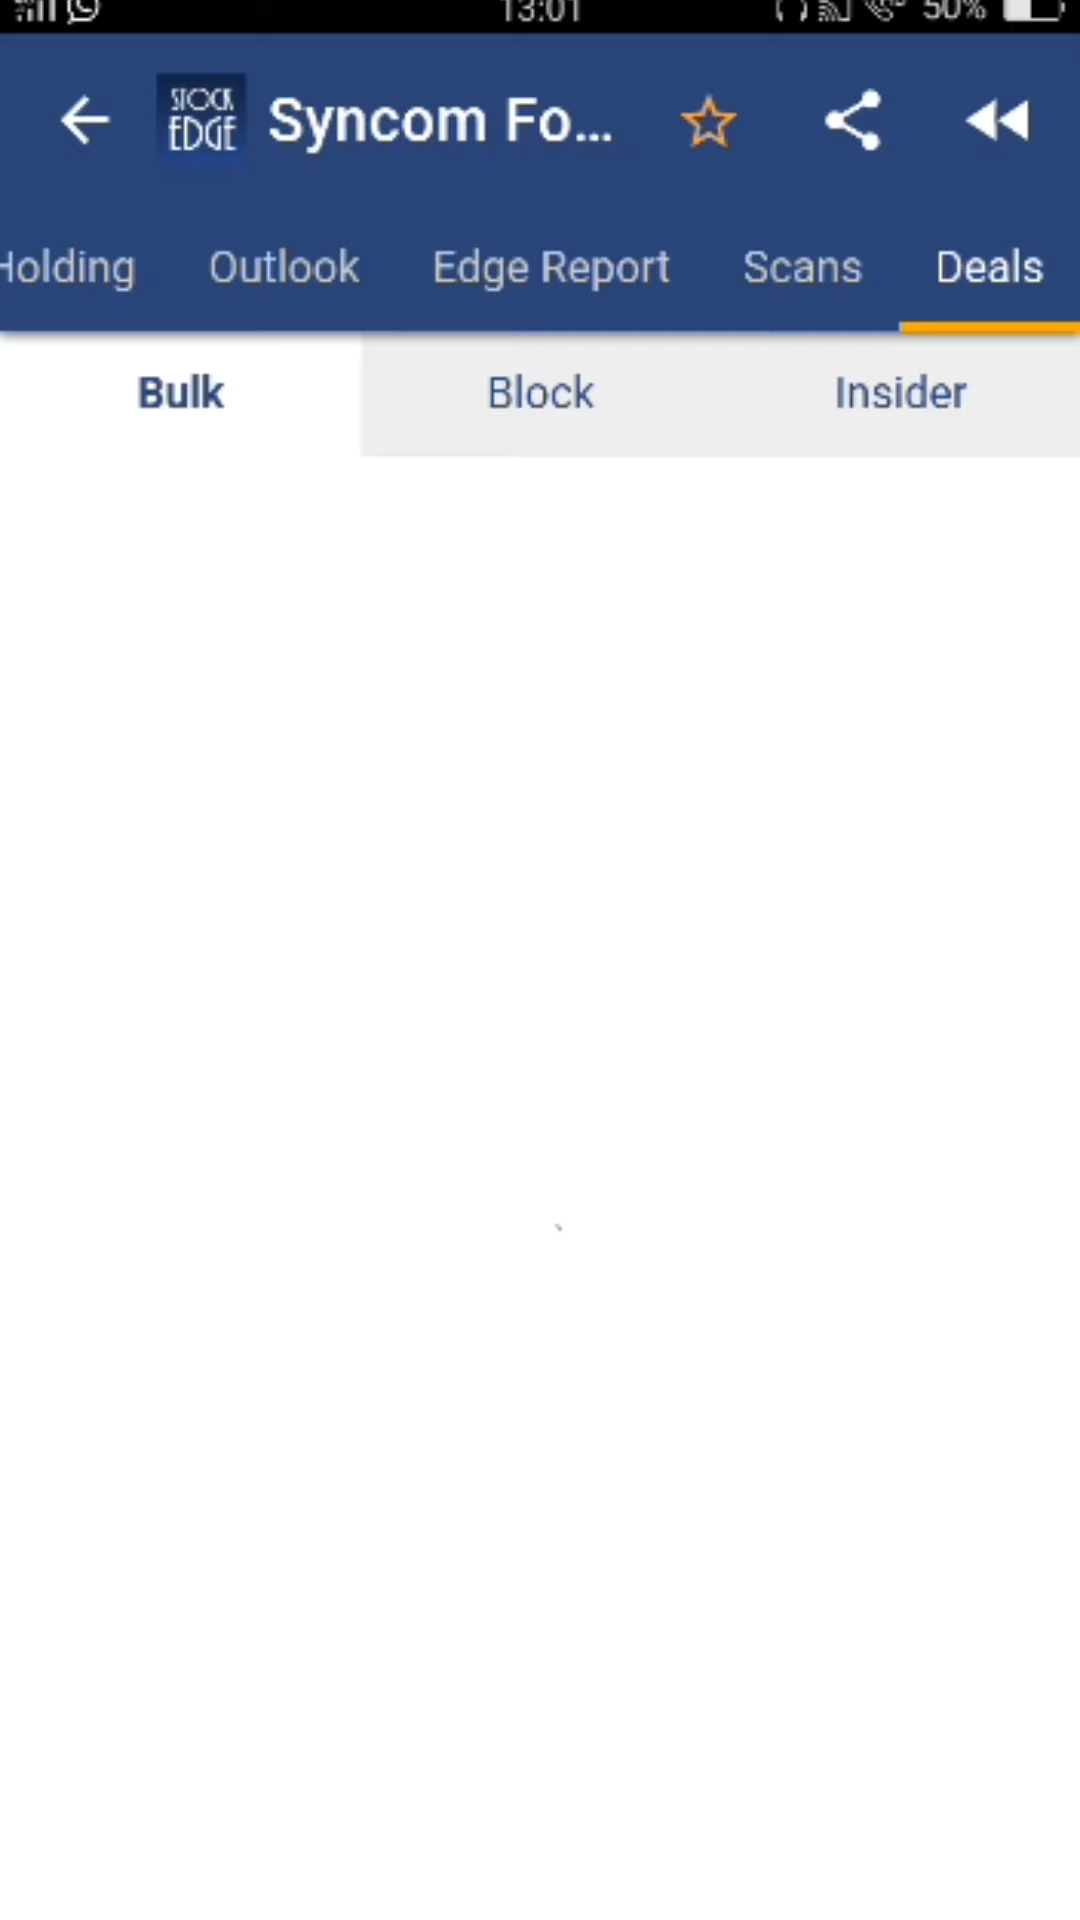 13:01
50%
STOCK
EDGE
Syncom Fo...
Holding Outlook Edge Report Scans Deals
Bulk Block Insider